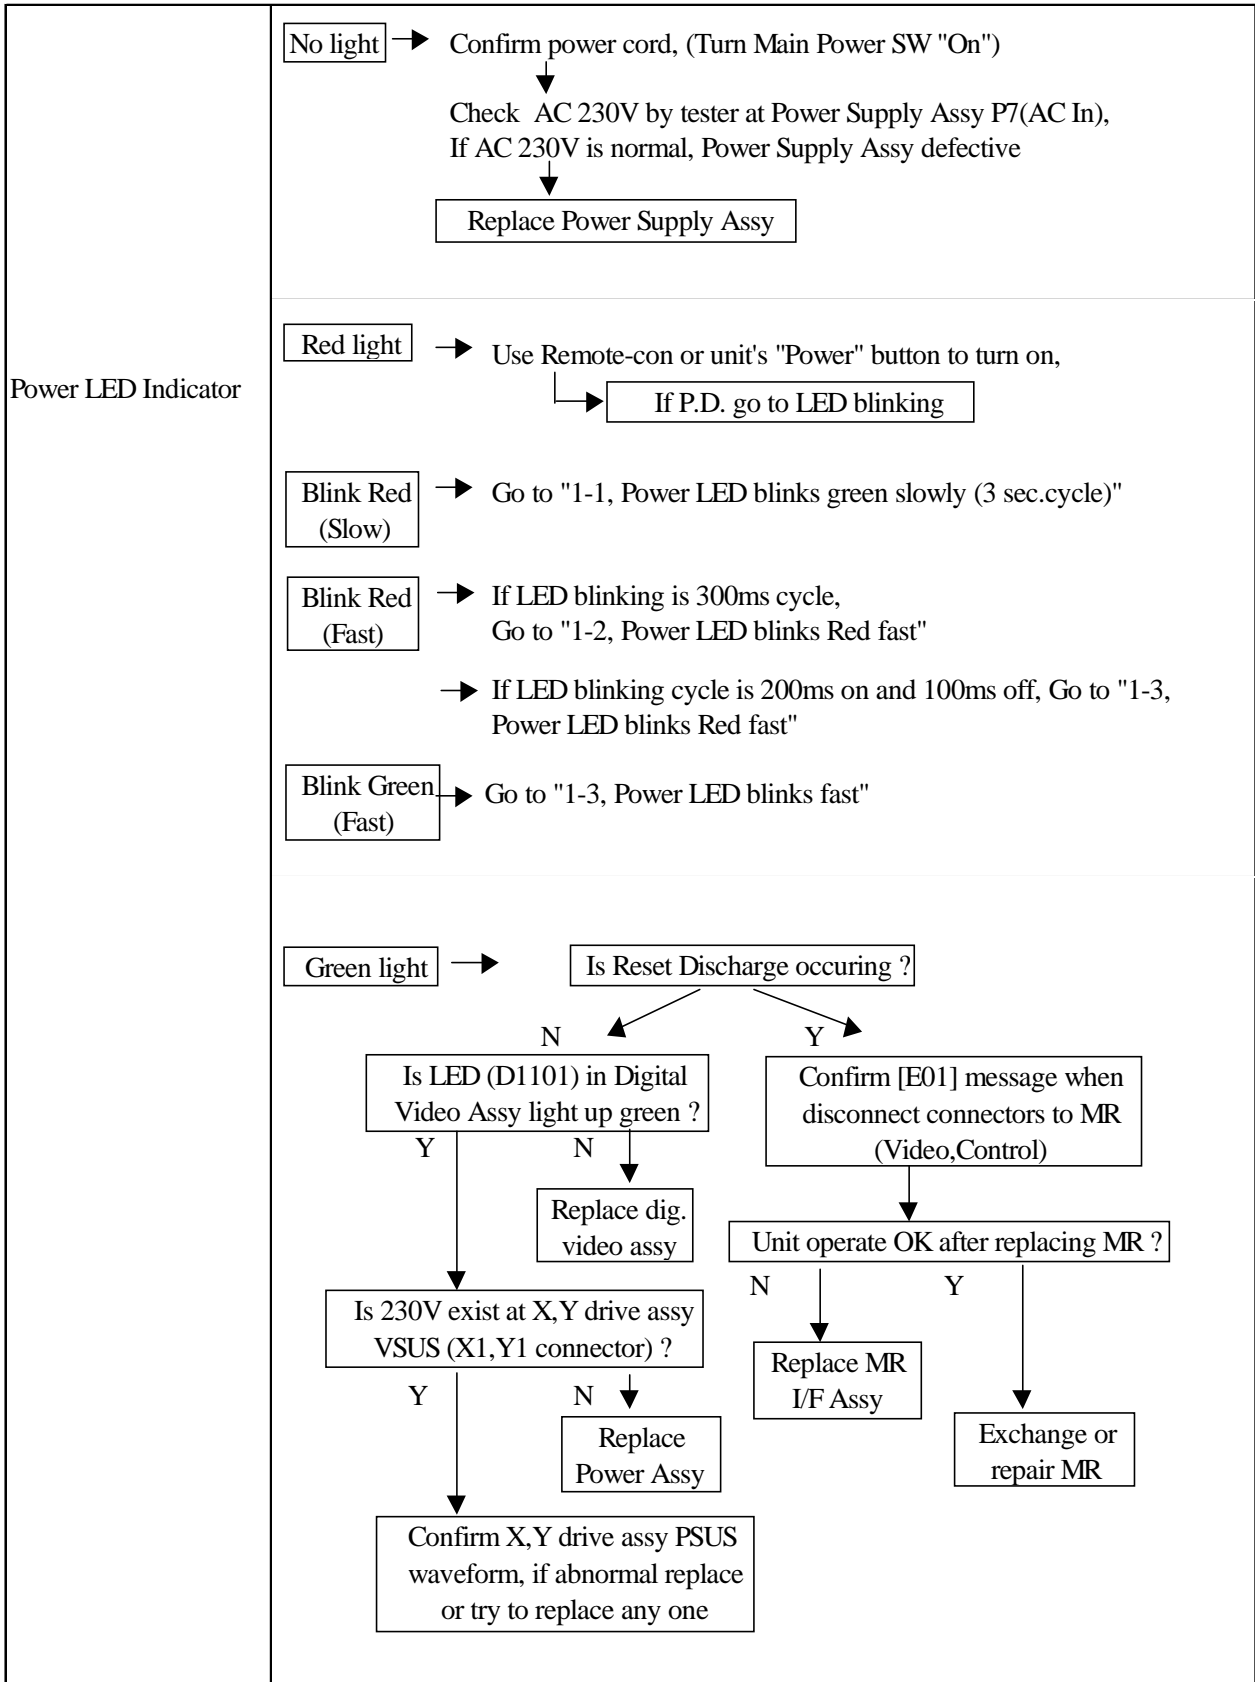 Power LED Indicator
No light
Confirm power cord, (Turn Main Power SW "On")
Check AC 230V by tester at Power Supply Assy P7(AC In),
If AC 230V is normal, Power Supply Assy defective
Replace Power Supply Assy
Red light
Use Remote-con or unit's "Power" button to turn on,
If P.D. go to LED blinking
Blink Red
(Slow)
Go to "1-1, Power LED blinks green slowly (3 sec.cycle)"
Blink Red
(Fast)
If LED blinking is 300ms cycle,
Go to "1-2, Power LED blinks Red fast"
If LED blinking cycle is 200ms on and 100ms off, Go to "1-3,
Power LED blinks Red fast"
Blink Green
(Fast)
Go to "1-3, Power LED blinks fast"
Green light
Is Reset Discharge occuring ?
N
Y
Is LED (D1101) in Digital
Video Assy light up green ?
Confirm [E01] message when
disconnect connectors to MR
(Video,Control)
Y
N
Replace dig.
video assy
Unit operate OK after replacing MR ?
N
Y
Is 230V exist at X,Y drive assy
VSUS (X1,Y1 connector) ?
Replace MR
I/F Assy
Y
N
Replace
Power Assy
Exchange or
repair MR
Confirm X,Y drive assy PSUS
waveform, if abnormal replace
or try to replace any one